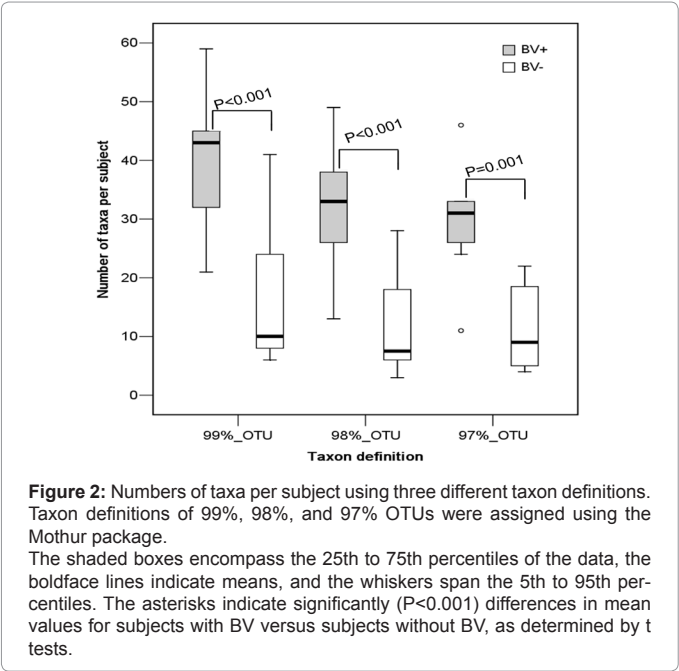 60
50
40
30
20
10
0
Number of taxa per subject
BV+
BV-
P<0.001
P<0.001
P=0.001
99%_OTU 98%_OTU 97%_OTU
Taxon definition
Figure 2: Numbers of taxa per subject using three different taxon definitions.
Taxon definitions of 99%, 98%, and 97% OTUs were assigned using the
Mothur package.
The shaded boxes encompass the 25th to 75th percentiles of the data, the
boldface lines indicate means, and the whiskers span the 5th to 95th per-
centiles. The asterisks indicate significantly (P<0.001) differences in mean
values for subjects with BV versus subjects without BV, as determined by t
tests.